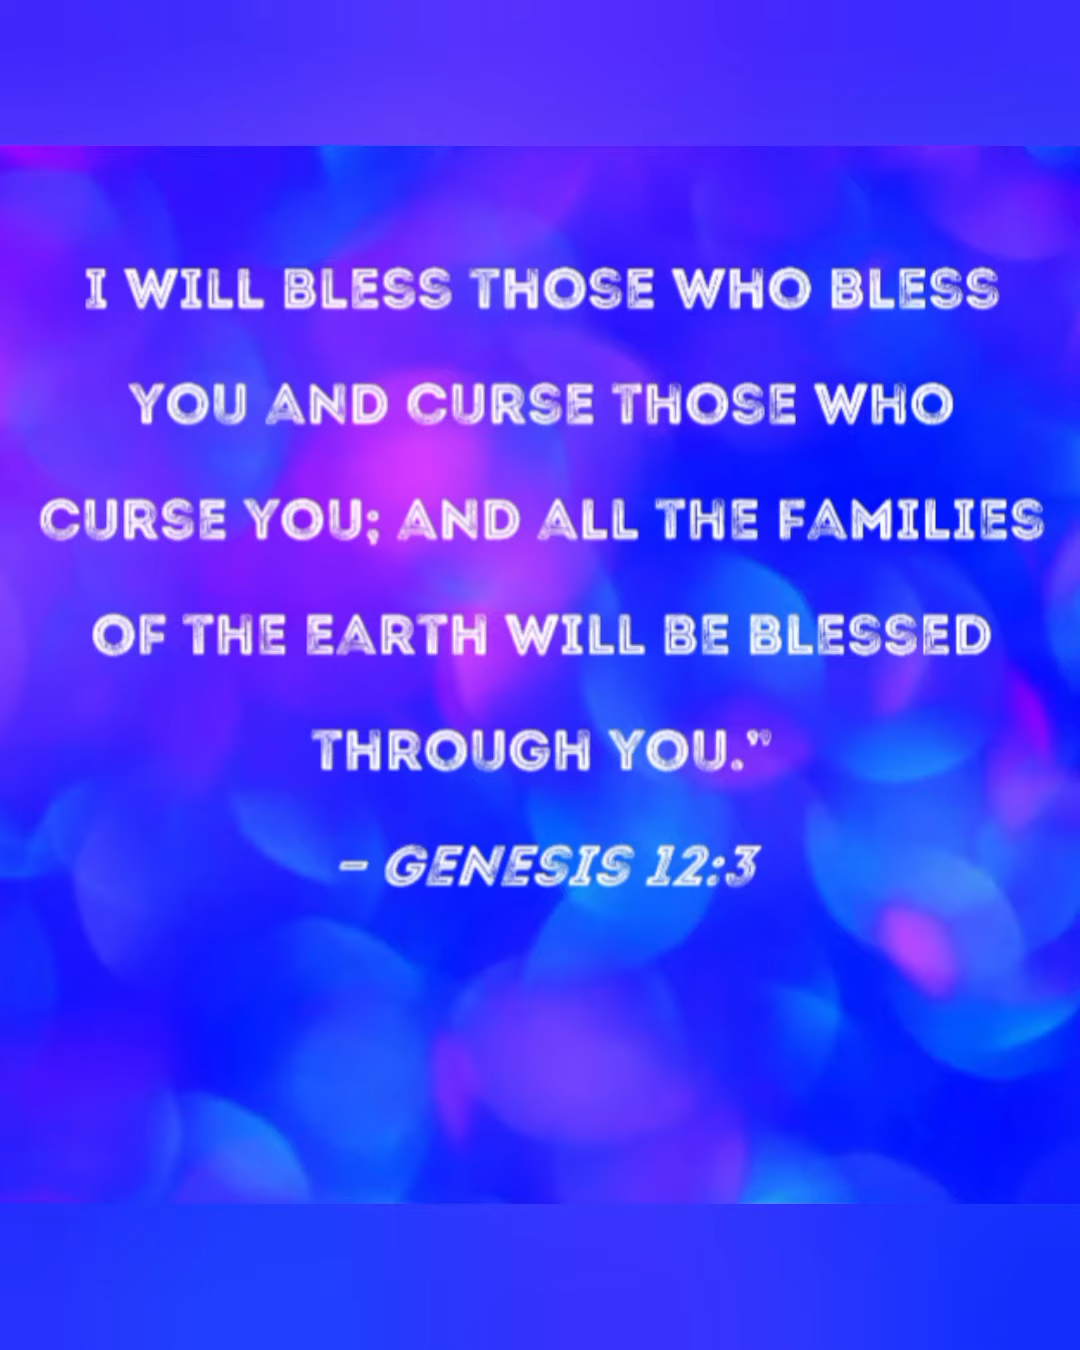 I WILL BLESS THOSE WHO BLESS
YOU AND CURSE THOSE WHO
CURSE YOU; AND ALL THE FAMILIES
OF THE EARTH WILL BE BLESSED
THROUGH YOU.”
– GENESIS 12:3